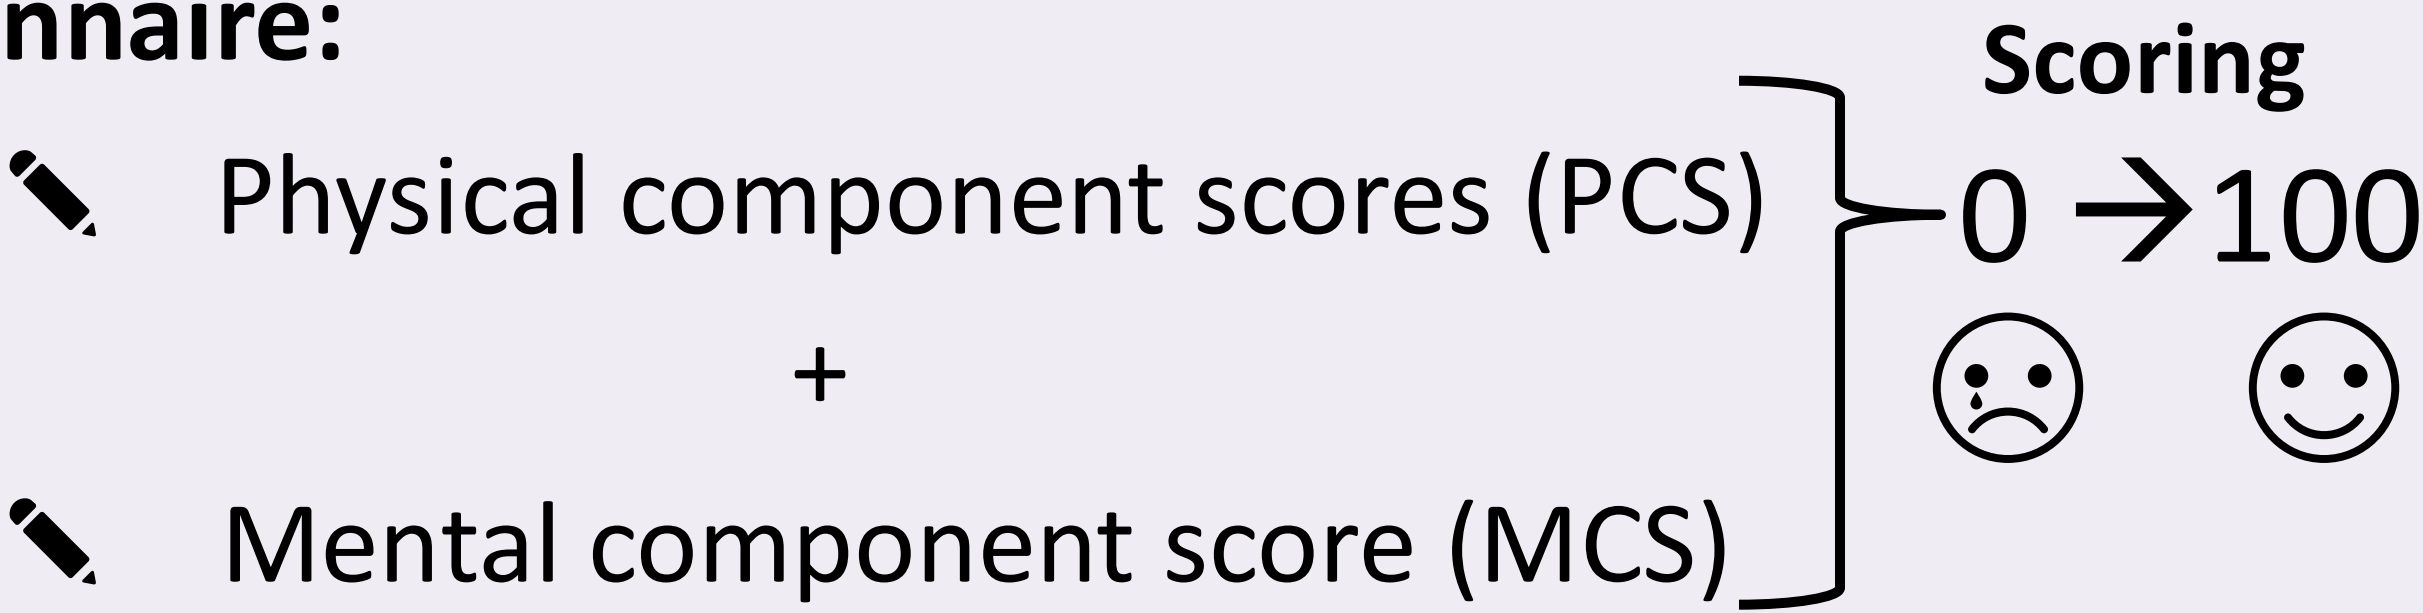 nnaire:
Scoring
Physical component scores (PCS)
0 → 100
+
Mental component score (MCS)